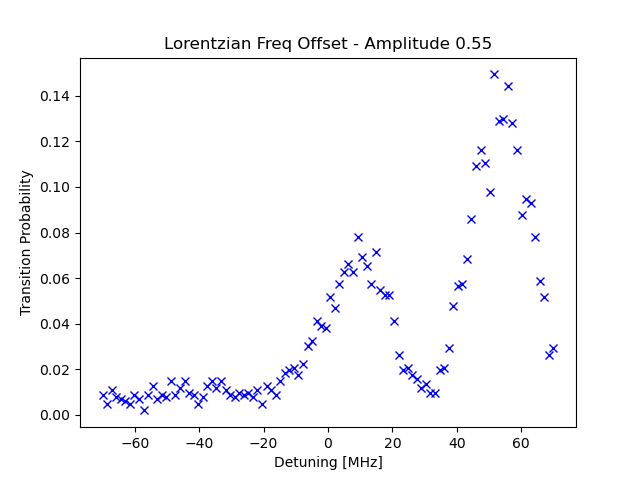 Lorentzian Freq Offset - Amplitude 0.55
Transition Probability
0.14
0.12
0.10
0.08
0.06
0.04
0.02
0.00
−60 −40 −20 0 20 40 60
Detuning [MHz]